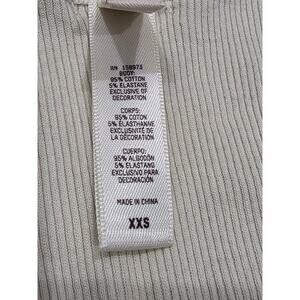 RN 158973
BODY:
95% COTTON
5% ELASTANE
EXCLUSIVE OF
DECORATION
CORPS:
95% COTON
5% ÉLASTHANNE
EXCLUSIVITÉ DE
LA DÉCORATION
CUERPO:
95% ALGODÓN
5% ELASTANO
EXCLUSIVO PARA
DECORACIÓN
MADE IN CHINA
XXS